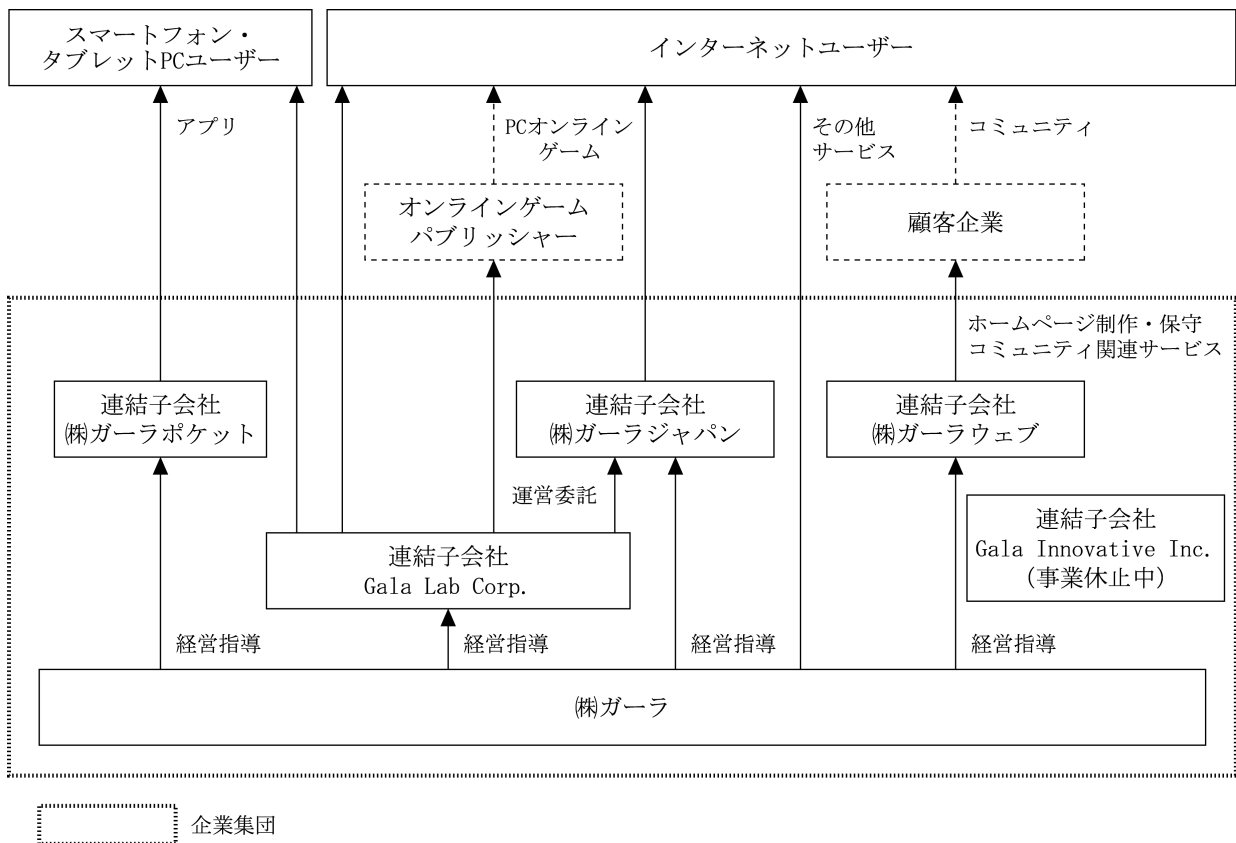 スマートフォン・
タブレットPCユーザー
インターネットユーザー
アプリ
PCオンライン
ゲーム
その他
サービス
コミュニティ
オンラインゲーム
パブリッシャー
顧客企業
ホームページ制作・保守
コミュニティ関連サービス
連結子会社
㈱ガーラポケット
連結子会社
㈱ガーラジャパン
連結子会社
㈱ガーラウェブ
運営委託
連結子会社
Gala Lab Corp.
連結子会社
Gala Innovative Inc.
(事業休止中)
経営指導
経営指導
経営指導
経営指導
㈱ガーラ
企業集団